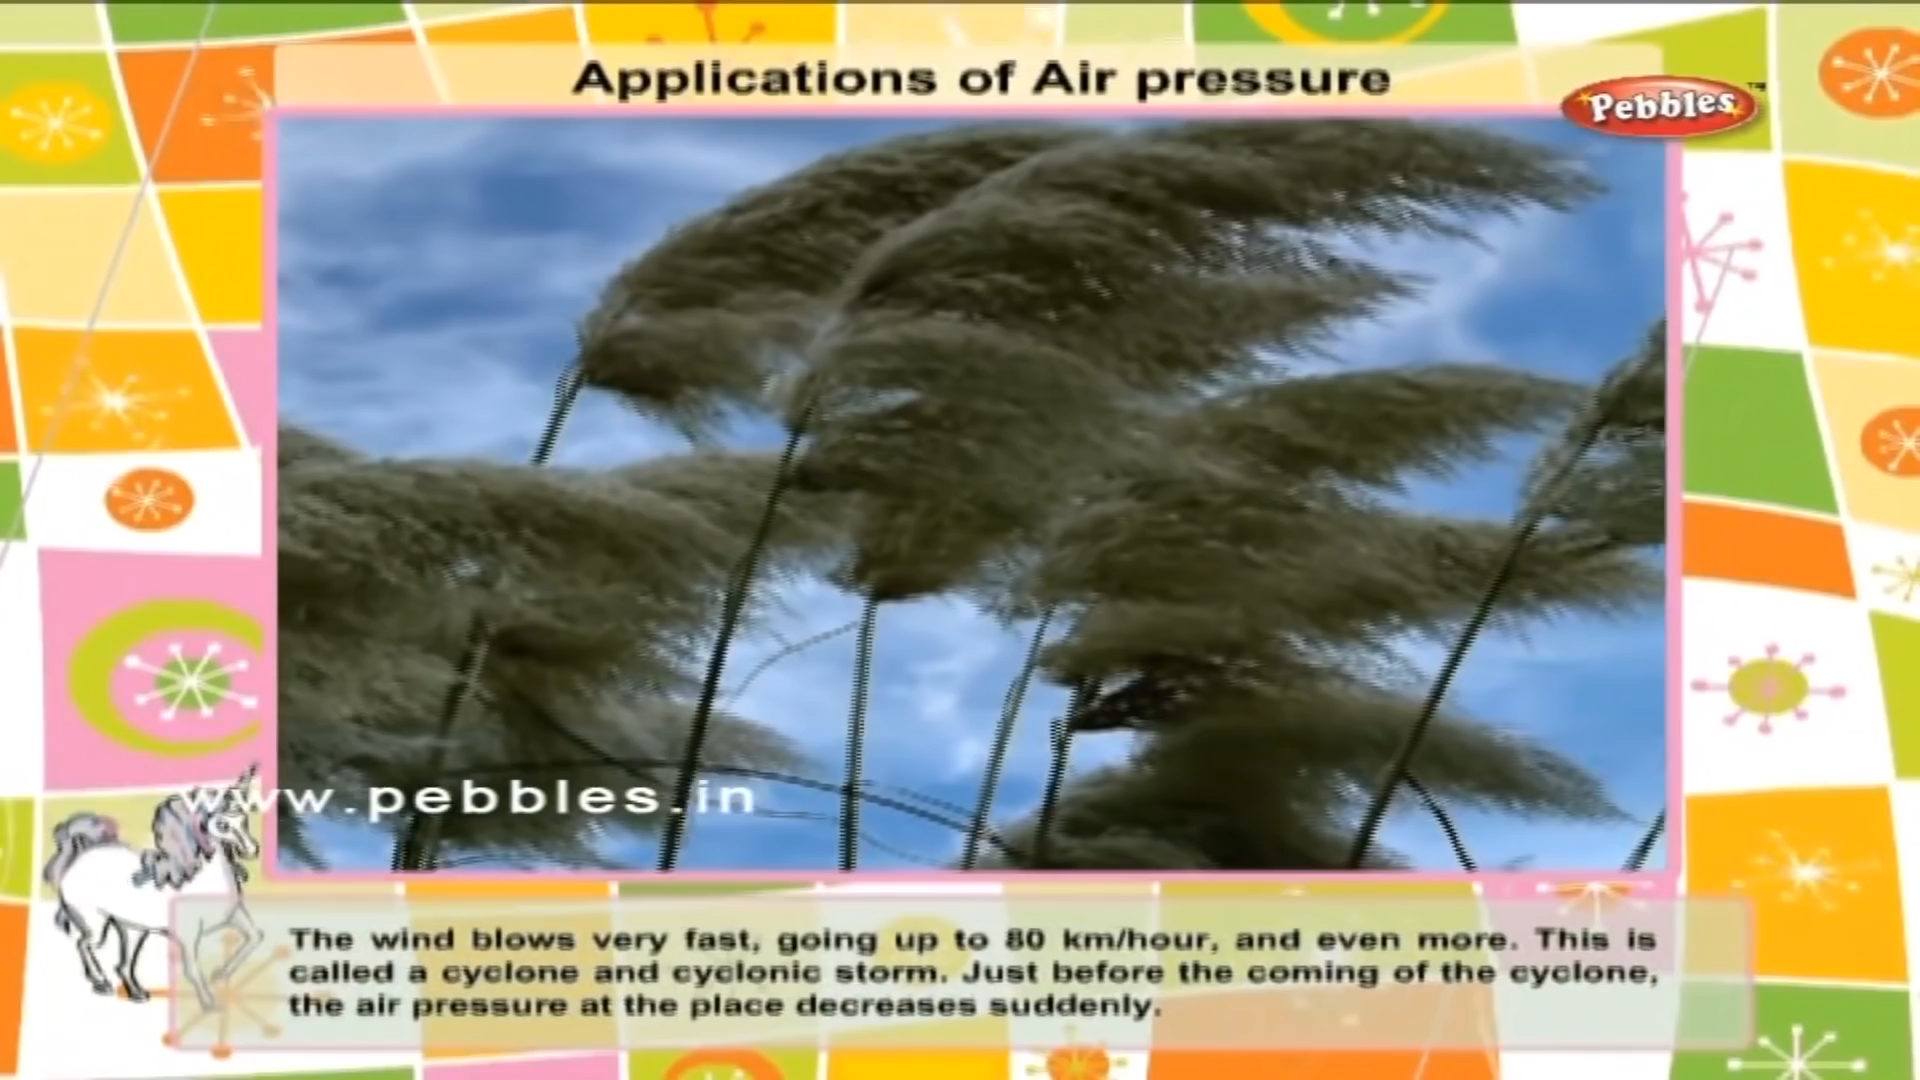 Applications of Air pressure
Pebbles™
www.pebbles.in
The wind blows very fast, going up to 80 km/hour, and even more. This is
called a cyclone and cyclonic storm. Just before the coming of the cyclone,
the air pressure at the place decreases suddenly.